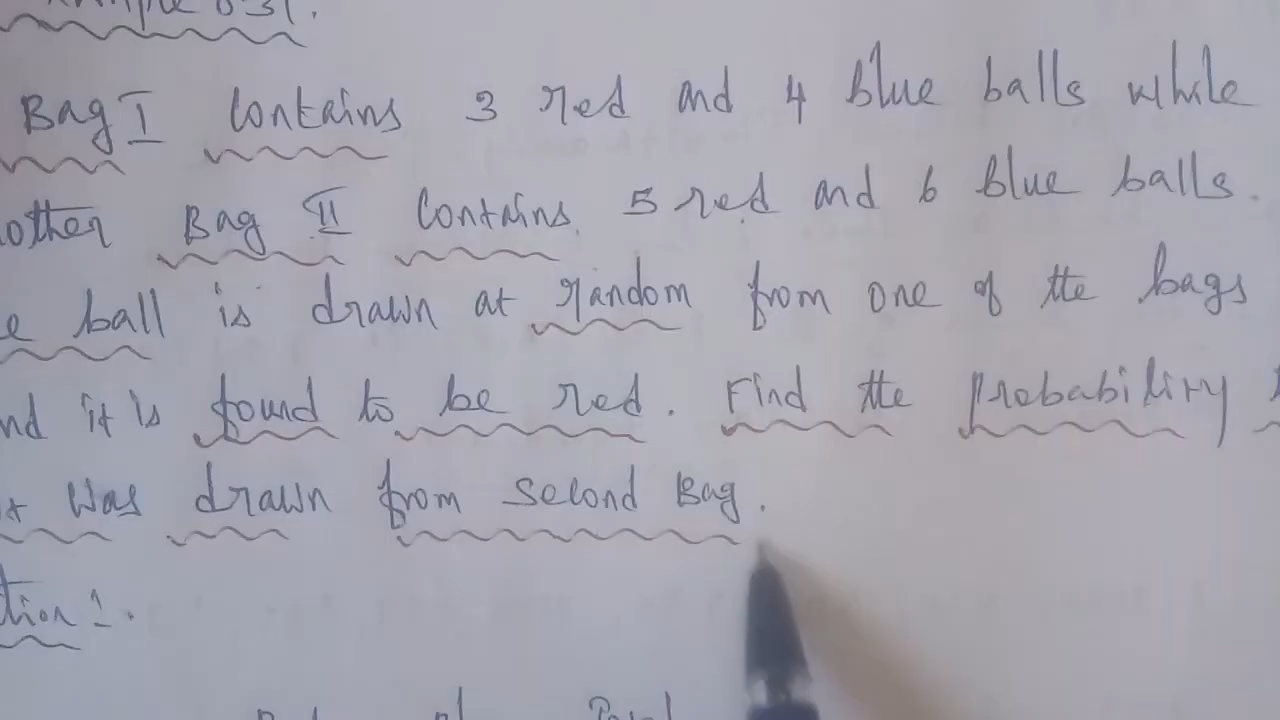 Bag I contains 3 red and 4 blue balls while
other Bag II contains 5 red and 6 blue balls.
ball is drawn at random from one of the bags
it is found to be red. Find the Probability
was drawn from second Bag.